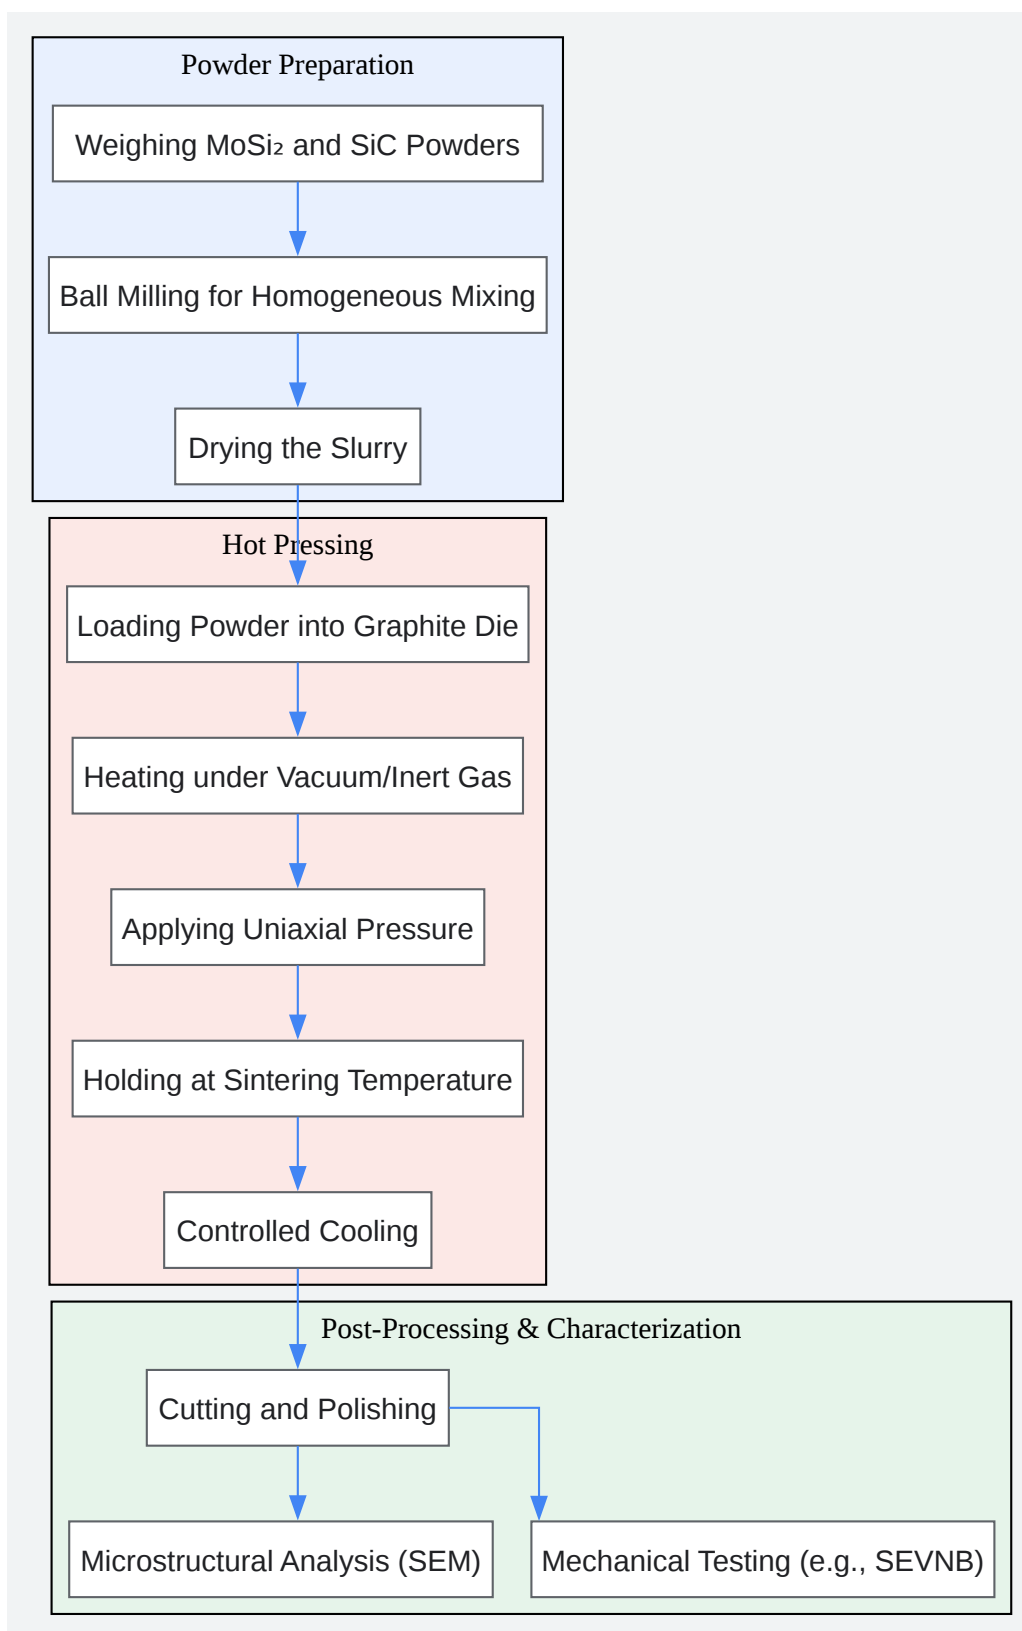 Powder Preparation
Weighing MoSi₂ and SiC Powders
Ball Milling for Homogeneous Mixing
Drying the Slurry
Hot Pressing
Loading Powder into Graphite Die
Heating under Vacuum/Inert Gas
Applying Uniaxial Pressure
Holding at Sintering Temperature
Controlled Cooling
Post-Processing & Characterization
Cutting and Polishing
Microstructural Analysis (SEM)
Mechanical Testing (e.g., SEVNB)